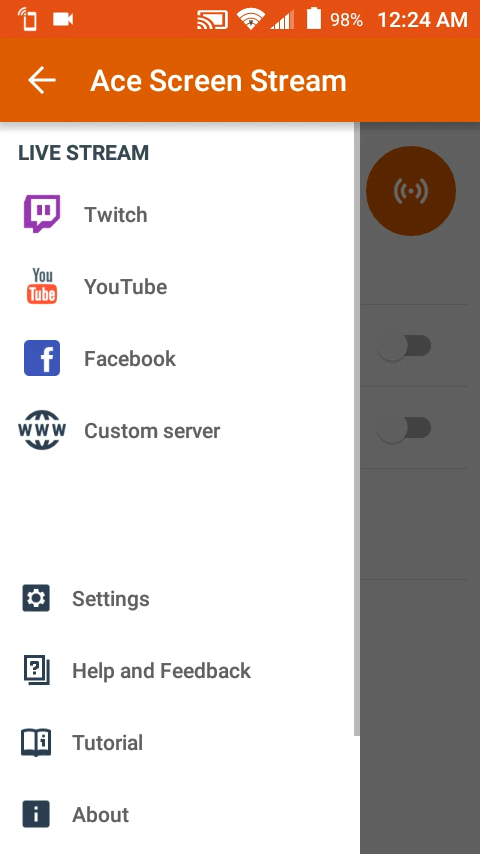 98% 12:24 AM
Ace Screen Stream
LIVE STREAM
Twitch
You
Tube
YouTube
f
Facebook
WWW
Custom server
Settings
Help and Feedback
Tutorial
About